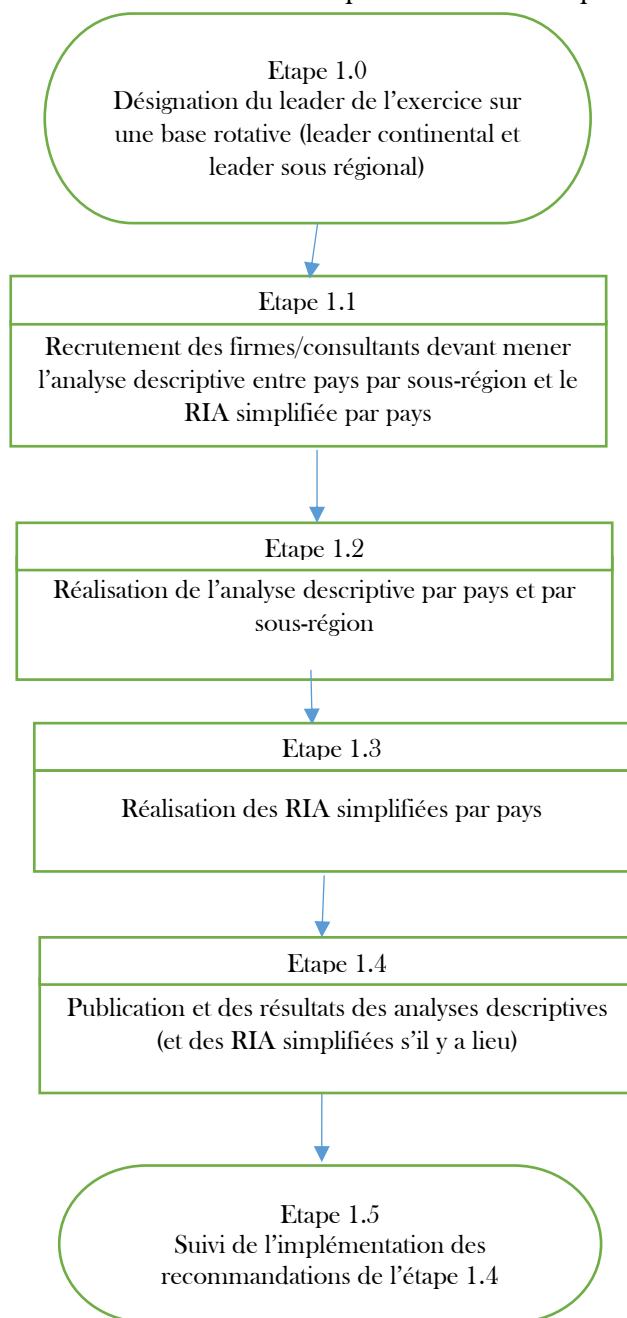 Etape 1.0
Désignation du leader de l'exercice sur
une base rotative (leader continental et
leader sous régional)
Etape 1.1
Recrutement des firmes/consultants devant mener
l'analyse descriptive entre pays par sous-région et le
RIA simplifiée par pays
Etape 1.2
Réalisation de l'analyse descriptive par pays et par
sous-région
Etape 1.3
Réalisation des RIA simplifiées par pays
Etape 1.4
Publication et des résultats des analyses descriptives
(et des RIA simplifiées s'il y a lieu)
Etape 1.5
Suivi de l'implémentation des
recommandations de l'étape 1.4